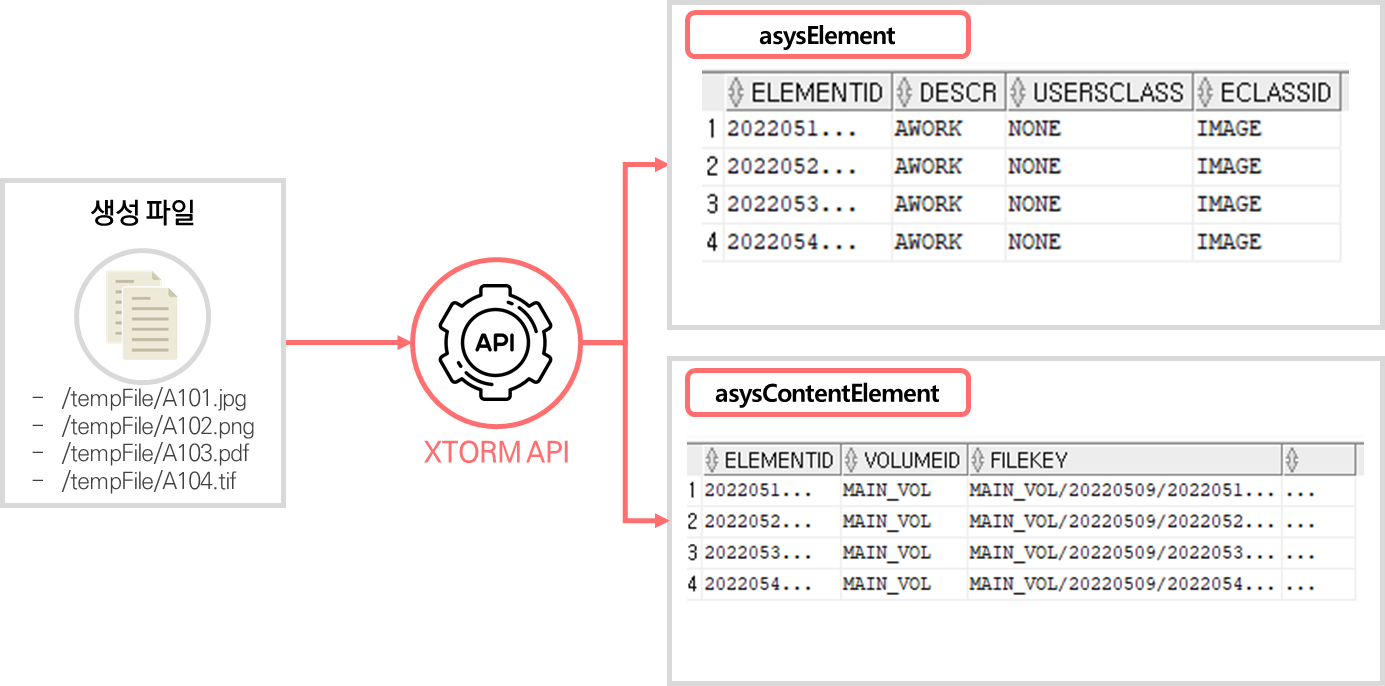 생성 파일
- /tempFile/A101.jpg
- /tempFile/A102.png
- /tempFile/A103.pdf
- /tempFile/A104.tif
API
XTORM API
asysElement
ELEMENTID DESCR USERSCLASS ECLASSID
1 2022051... AWORK NONE IMAGE
2 2022052... AWORK NONE IMAGE
3 2022053... AWORK NONE IMAGE
4 2022054... AWORK NONE IMAGE
asysContentElement
ELEMENTID VOLUMEID FILEKEY
1 2022051... MAIN_VOL MAIN_VOL/20220509/2022051... ...
2 2022052... MAIN_VOL MAIN_VOL/20220509/2022052... ...
3 2022053... MAIN_VOL MAIN_VOL/20220509/2022053... ...
4 2022054... MAIN_VOL MAIN_VOL/20220509/2022054... ...